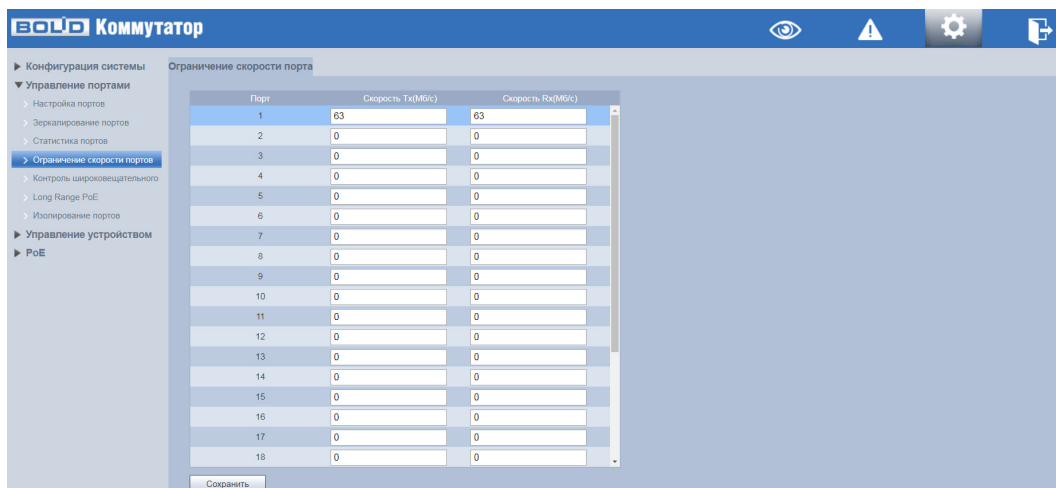 BOLID Коммутатор
Конфигурация системы
Управление портами
Настройка портов
Зеркалирование портов
Статистика портов
Ограничение скорости портов
Контроль широковещательного
Long Range PoE
Изолирование портов
Управление устройством
PoE
Ограничение скорости порта
Порт Скорость Tx(Мб/с) Скорость Rx(Мб/с)
1 63 63
2 0 0
3 0 0
4 0 0
5 0 0
6 0 0
7 0 0
8 0 0
9 0 0
10 0 0
11 0 0
12 0 0
13 0 0
14 0 0
15 0 0
16 0 0
17 0 0
18 0 0
Сохранить